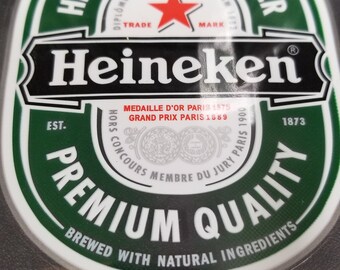 TRADE MARK
Heineken®
MEDAILLE D'OR PARIS 1875
GRAND PRIX PARIS 1889
EST. 1873
HORS CONCOURS MEMBRE DU JURY PARIS 1900
PREMIUM QUALITY
BREWED WITH NATURAL INGREDIENTS